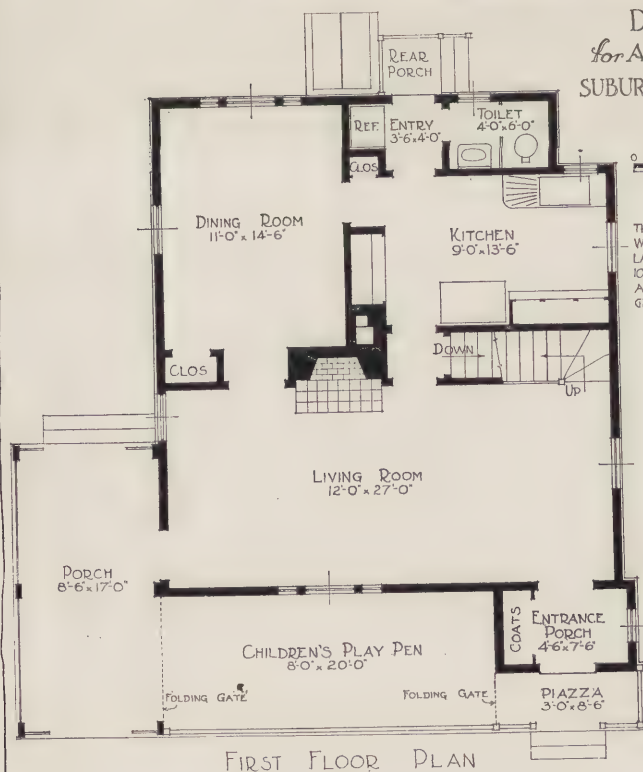 D
for A
SUBUR
REAR
PORCH
REF.
ENTRY
3'-6"x4'-0"
TOILET
4'-0"x6'-0"
CLOS
DINING ROOM
11'-0" x 14'-6"
KITCHEN
9'-0"x13'-6"
TH
W
LA
10
A
G
CLOS
DOWN
UP
LIVING ROOM
12'-0" x 27'-0"
PORCH
8'-6"x17'-0"
COATS
ENTRANCE
PORCH
4'-6"x7'-6"
CHILDREN'S PLAY PEN
8'-0" x 20'-0"
FOLDING GATE
FOLDING GATE
PIAZZA
3'-0"x8'-6"
FIRST FLOOR PLAN